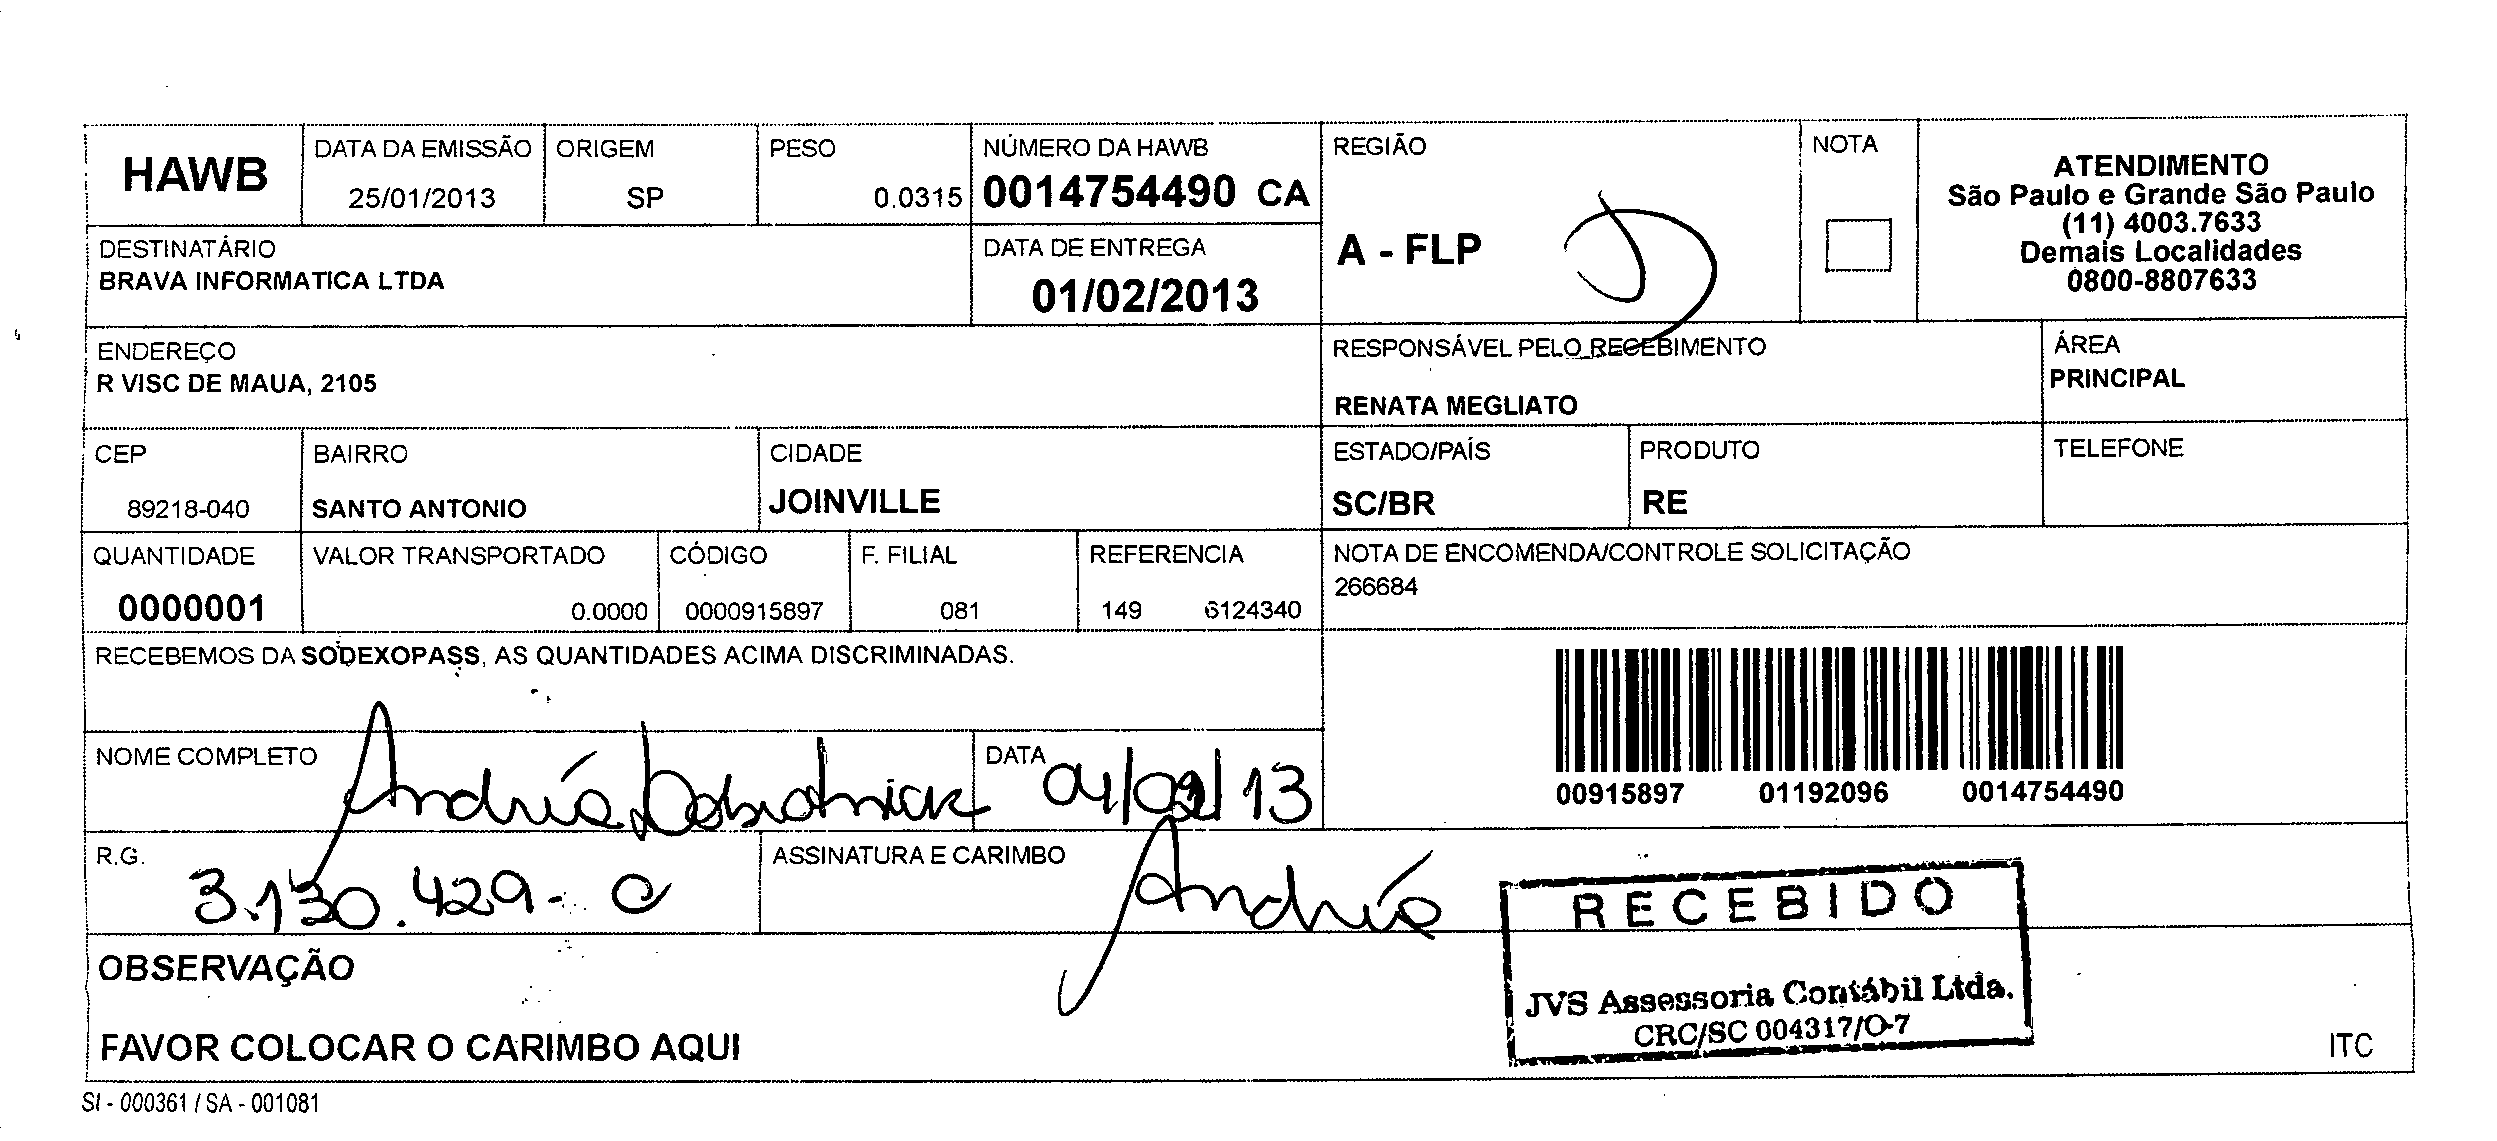 HAWB
DATA DA EMISSÃO
25/01/2013
ORIGEM
SP
PESO
0.0315
NÚMERO DA HAWB
0014754490 CA
REGIÃO
A - FLP
NOTA
ATENDIMENTO
São Paulo e Grande São Paulo
(11) 4003.7633
Demais Localidades
0800-8807633
DESTINATÁRIO
BRAVA INFORMATICA LTDA
DATA DE ENTREGA
01/02/2013
ENDEREÇO
R VISC DE MAUA, 2105
RESPONSÁVEL PELO RECEBIMENTO
RENATA MEGLIATO
ÁREA
PRINCIPAL
CEP
89218-040
BAIRRO
SANTO ANTONIO
CIDADE
JOINVILLE
ESTADO/PAÍS
SC/BR
PRODUTO
RE
TELEFONE
QUANTIDADE
0000001
VALOR TRANSPORTADO
0.0000
CÓDIGO
0000915897
F. FILIAL
081
REFERENCIA
149 6124340
NOTA DE ENCOMENDA/CONTROLE SOLICITAÇÃO
266684
RECEBEMOS DA SODEXOPASS, AS QUANTIDADES ACIMA DISCRIMINADAS.
00915897 01192096 0014754490
NOME COMPLETO
DATA
R.G.
3.130.429-0
ASSINATURA E CARIMBO
RECEBIDO
JVS Assessoria Contábil Ltda.
CRC/SC 004317/O-7
OBSERVAÇÃO
FAVOR COLOCAR O CARIMBO AQUI
ITC
SI - 000361 / SA - 001081